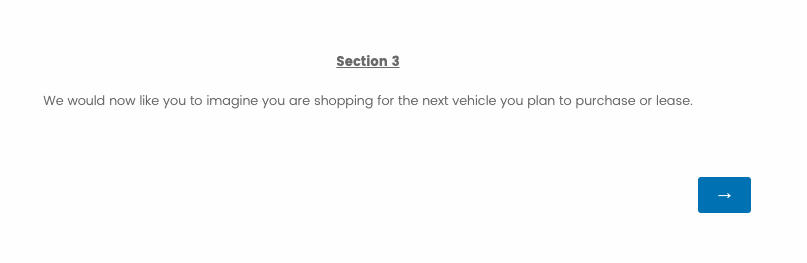 Section 3
We would now like you to imagine you are shopping for the next vehicle you plan to purchase or lease.
→